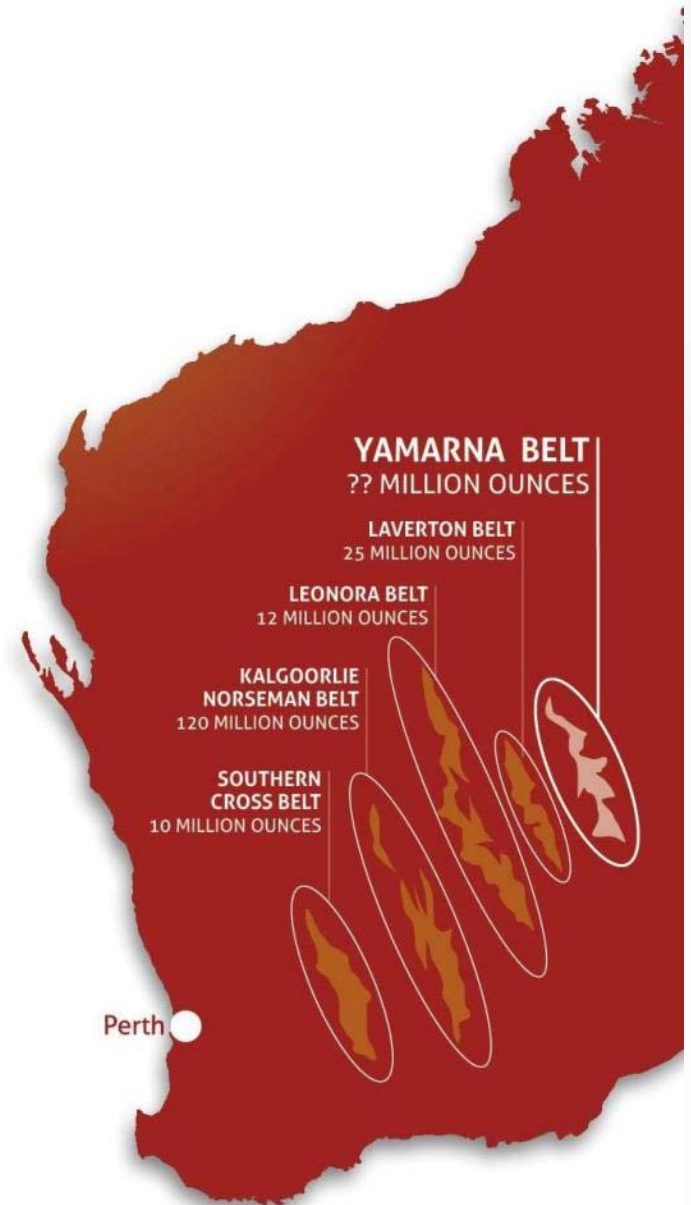 YAMARNA BELT
?? MILLION OUNCES
LAVERTON BELT
25 MILLION OUNCES
LEONORA BELT
12 MILLION OUNCES
KALGOORLIE
NORSEMAN BELT
120 MILLION OUNCES
SOUTHERN
CROSS BELT
10 MILLION OUNCES
Perth